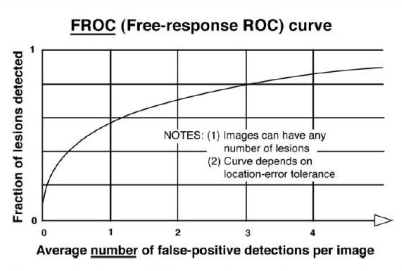 FROC (Free-response ROC) curve
1
Fraction of lesions detected
NOTES: (1) Images can have any
number of lesions
(2) Curve depends on
location-error tolerance
0
0 1 2 3 4
Average number of false-positive detections per image